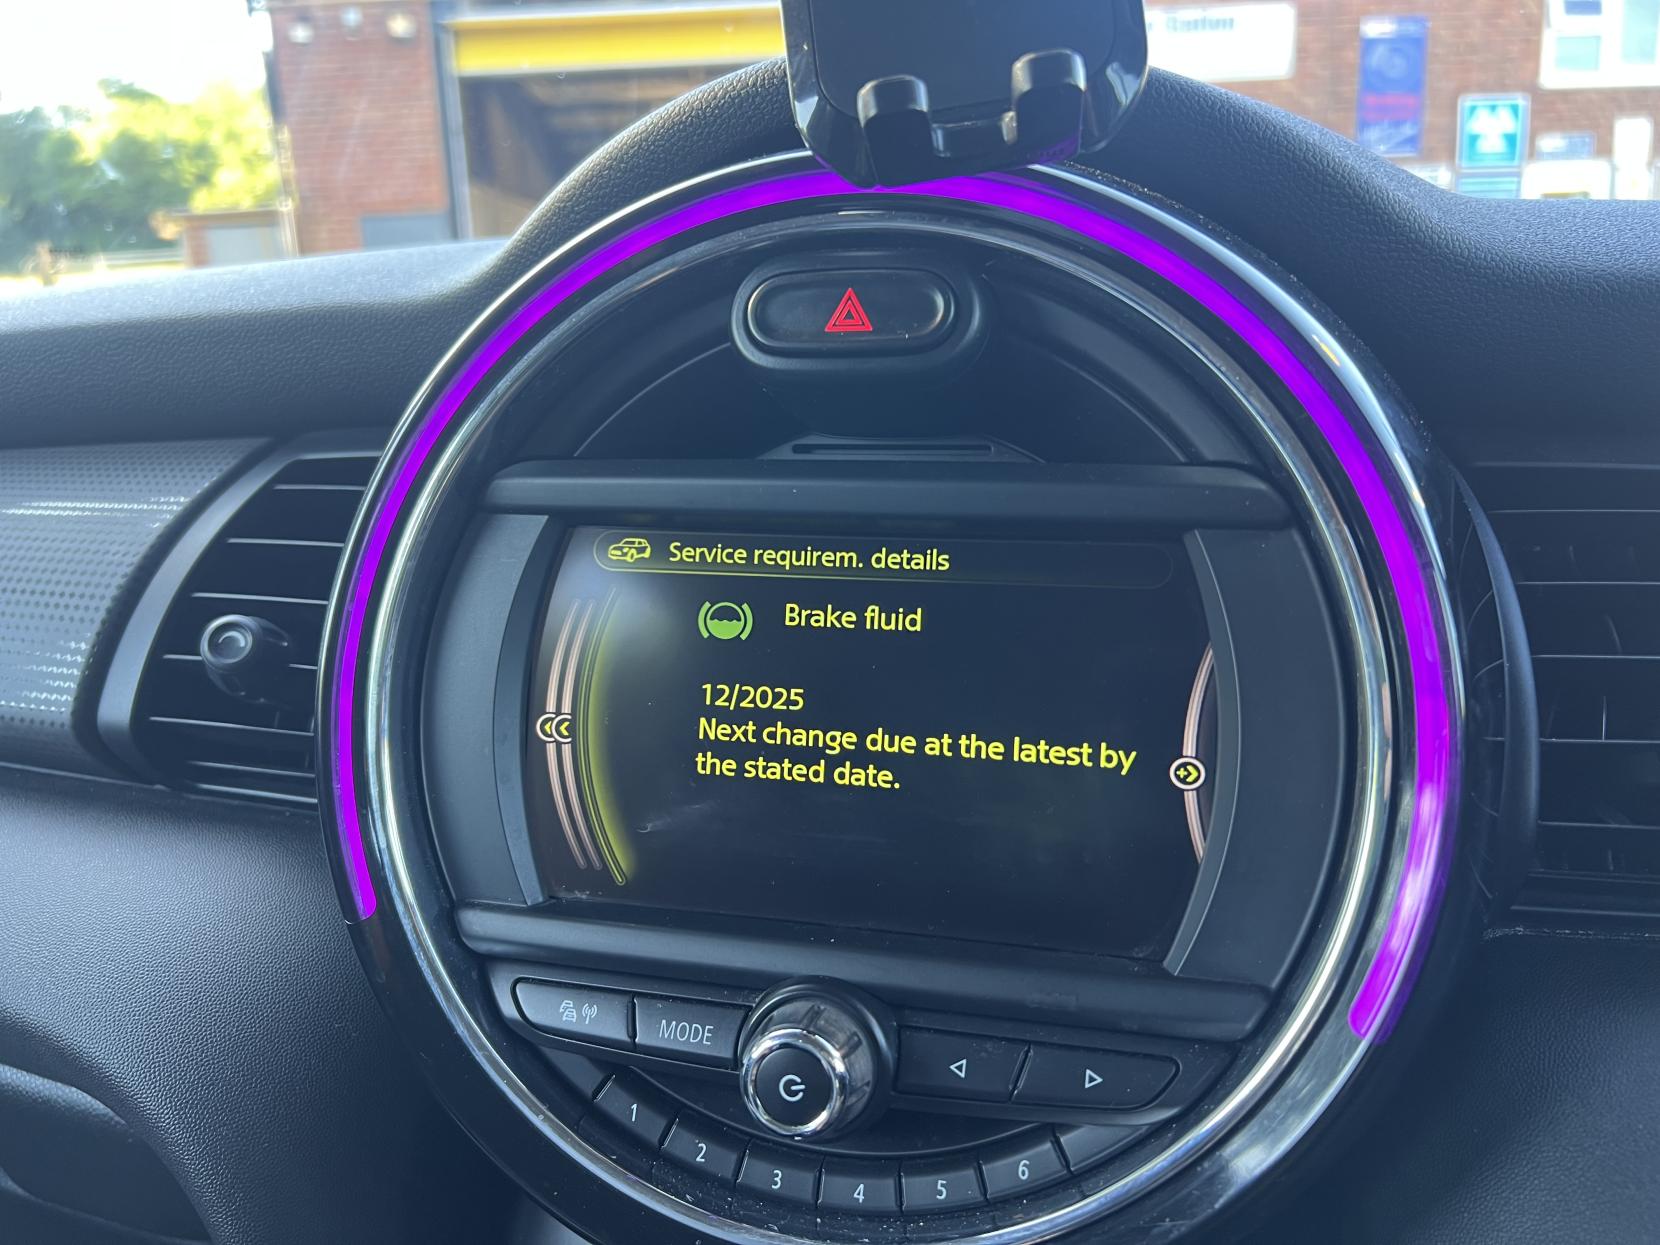 Service requirem. details
Brake fluid
12/2025
Next change due at the latest by
the stated date.
MODE
1
2
3
4
5
6